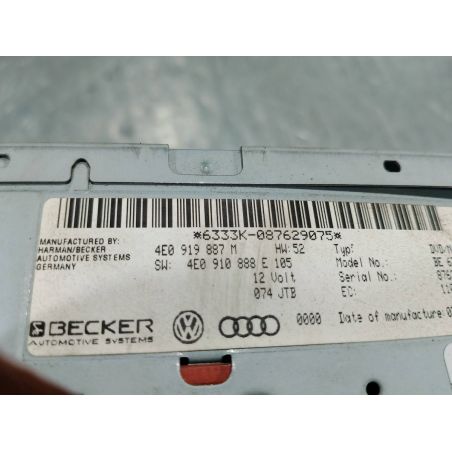 *6333K-087629075*
MANUFACTURED BY:
HARMAN/BECKER
AUTOMOTIVE SYSTEMS
GERMANY
4E0 919 887 M HW:52 Typ:
SW: 4E0 910 888 E 105 Model No.: BE
12 Volt Serial No.:
074 JTB EC:
BECKER
AUTOMOTIVE SYSTEMS
0000 Date of manufacture: